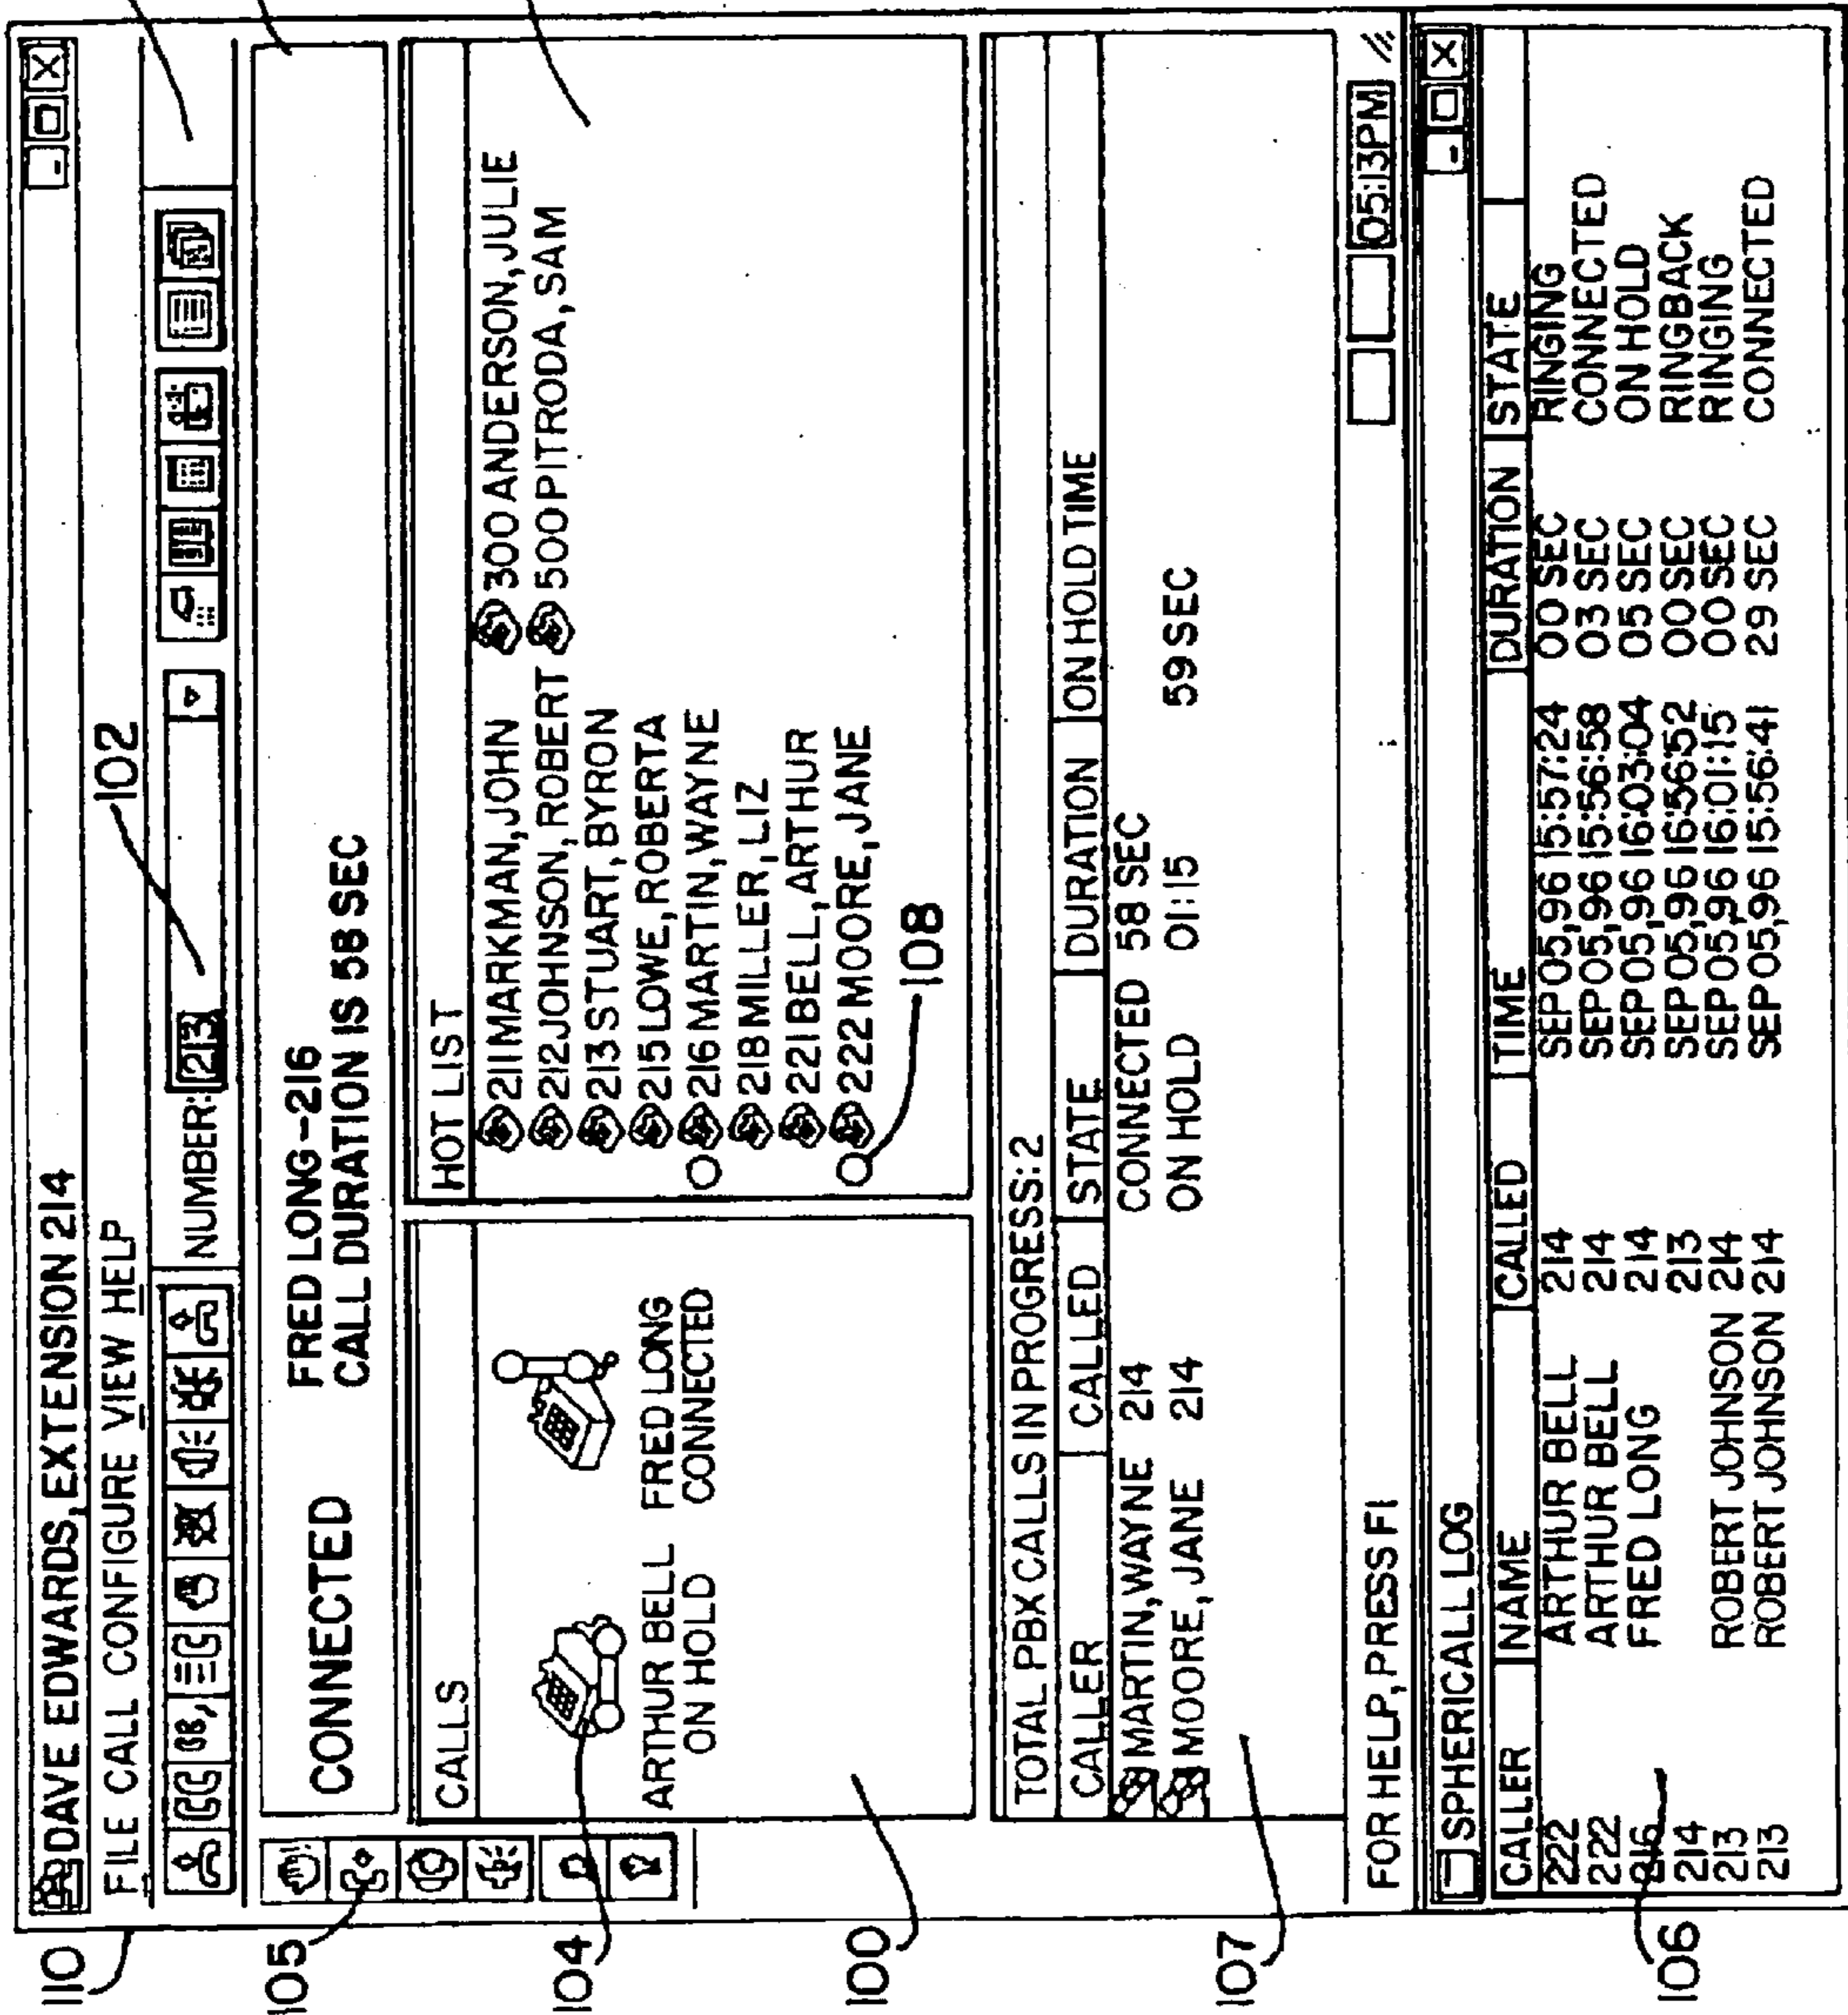 110
DAVE EDWARDS, EXTENSION 214
FILE CALL CONFIGURE VIEW HELP
102
NUMBER: 213
105
CONNECTED
FRED LONG-216
CALL DURATION IS 58 SEC
CALLS
HOT LIST
104
ARTHUR BELL
ON HOLD
FRED LONG
CONNECTED
211 MARKMAN, JOHN
212 JOHNSON, ROBERT
213 STUART, BYRON
215 LOWE, ROBERTA
216 MARTIN, WAYNE
218 MILLER, LIZ
221 BELL, ARTHUR
222 MOORE, JANE
300 ANDERSON, JULIE
500 PITRODA, SAM
108
100
TOTAL PBX CALLS IN PROGRESS: 2
CALLER CALLED STATE DURATION ON HOLD TIME
MARTIN, WAYNE 214 CONNECTED 58 SEC
MOORE, JANE 214 ON HOLD 01:15 59 SEC
107
FOR HELP, PRESS F1
05:13PM
SPHERICALL LOG
CALLER NAME CALLED TIME DURATION STATE
222 ARTHUR BELL 214 SEP 05,96 15:57:24 00 SEC RINGING
222 ARTHUR BELL 214 SEP 05,96 15:56:58 03 SEC CONNECTED
216 FRED LONG 214 SEP 05,96 16:03:04 05 SEC ON HOLD
214 213 SEP 05,96 16:56:52 00 SEC RINGBACK
213 ROBERT JOHNSON 214 SEP 05,96 16:01:15 00 SEC RINGING
213 ROBERT JOHNSON 214 SEP 05,96 15:56:41 29 SEC CONNECTED
106